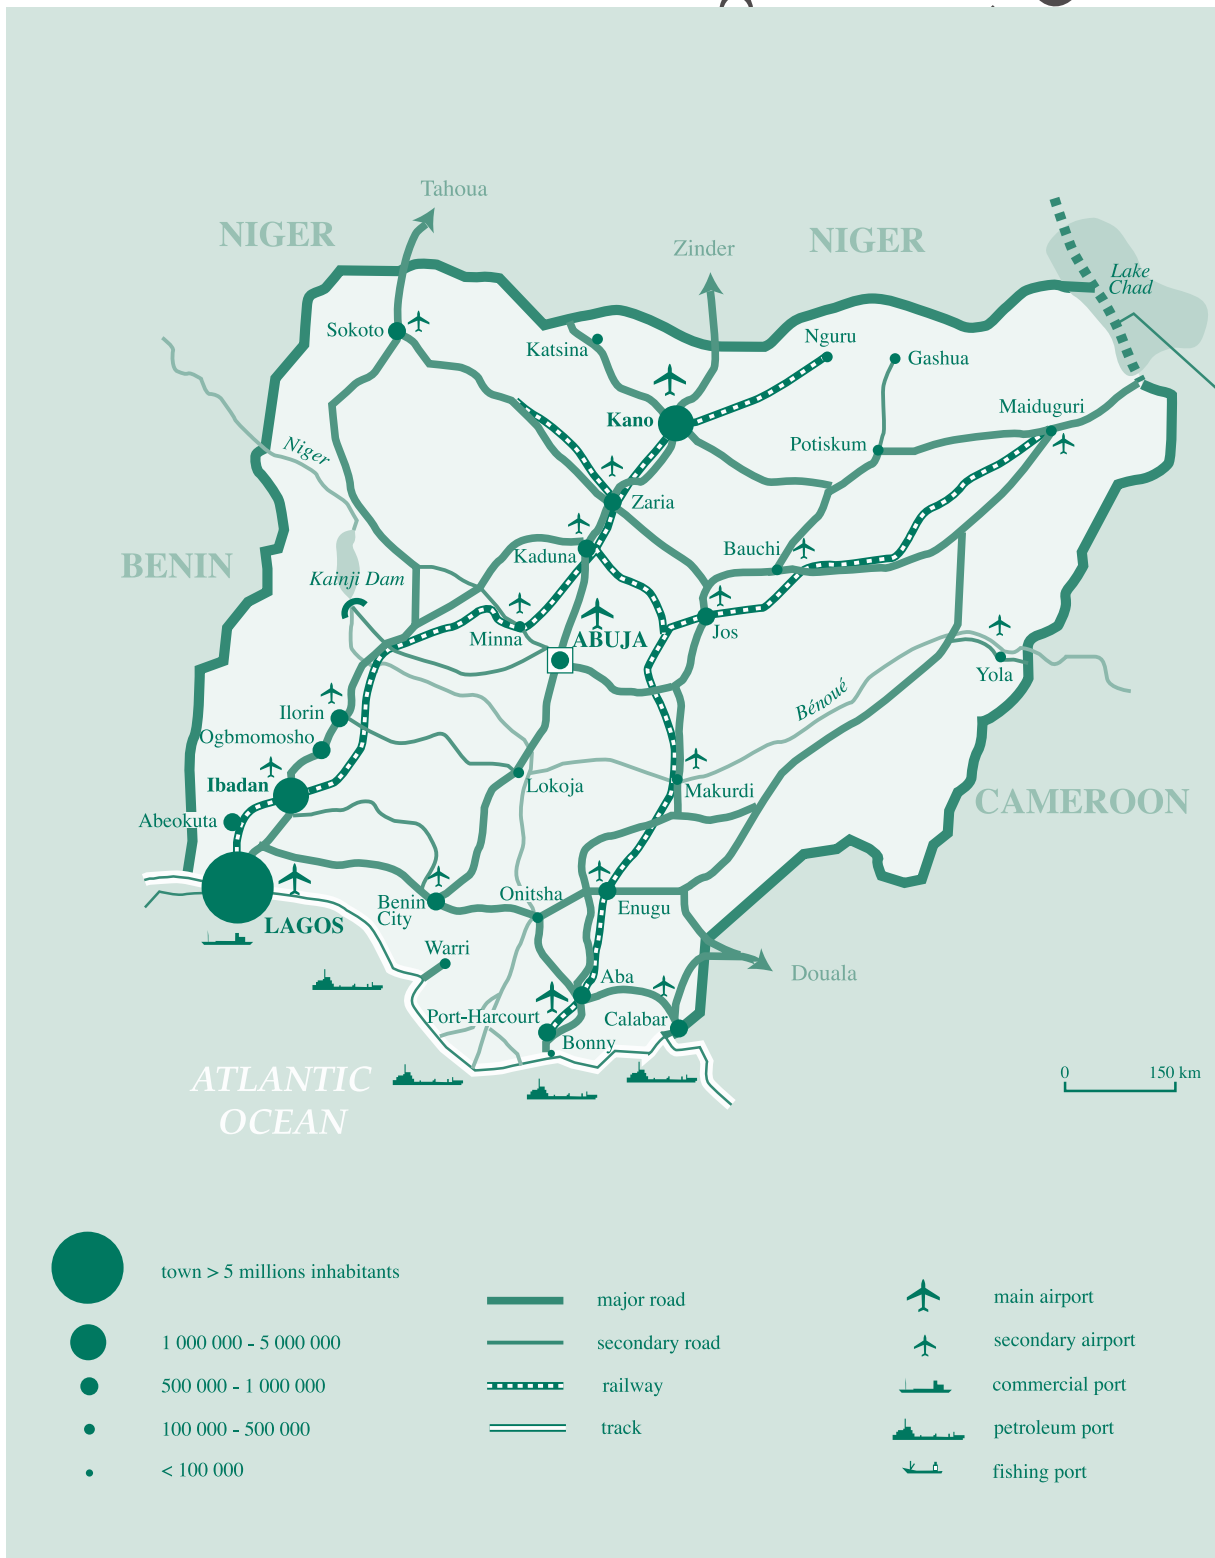 Tahoua
NIGER
Zinder
NIGER
Lake
Chad
Sokoto
Katsina
Nguru
Gashua
Kano
Maiduguri
Niger
Potiskum
Zaria
BENIN
Kaduna
Bauchi
Kainji Dam
Minna
ABUJA
Jos
Yola
Bénoué
Ilorin
Ogbmomosho
Ibadan
Lokoja
Makurdi
CAMEROON
Abeokuta
Onitsha
Benin
City
Enugu
LAGOS
Warri
Aba
Douala
Port-Harcourt
Calabar
Bonny
ATLANTIC
OCEAN
0 150 km
town > 5 millions inhabitants
1 000 000 - 5 000 000
500 000 - 1 000 000
100 000 - 500 000
< 100 000
major road
secondary road
railway
track
main airport
secondary airport
commercial port
petroleum port
fishing port